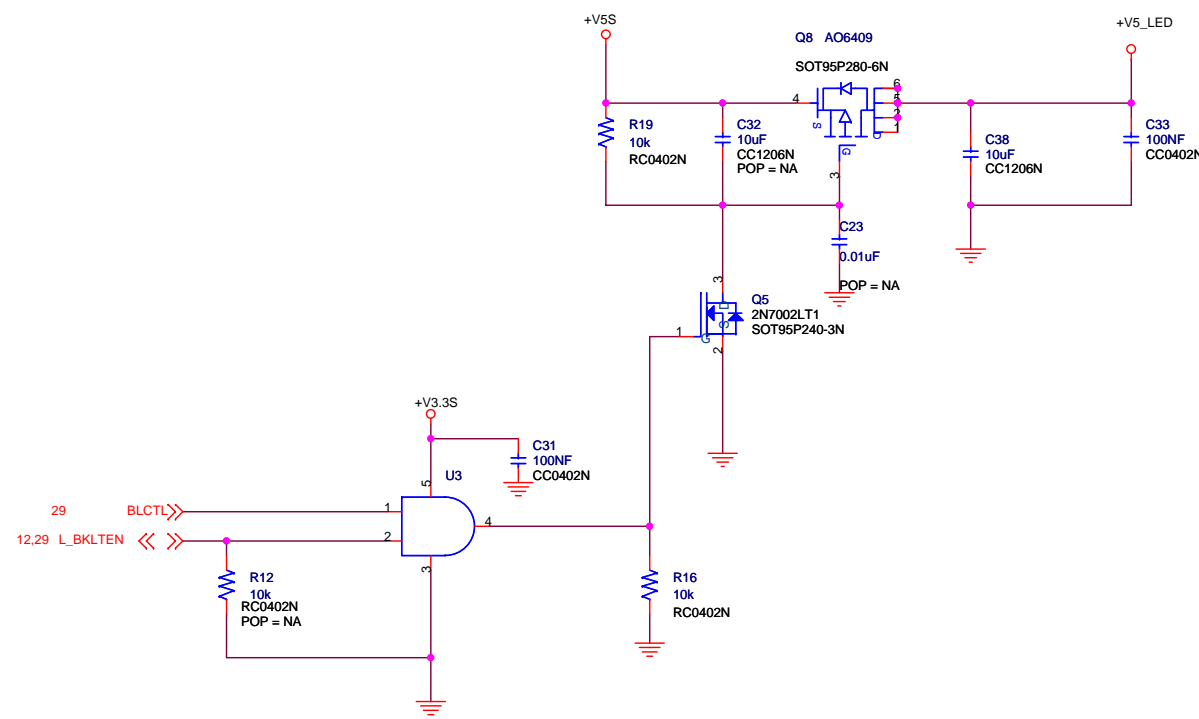 +V5S
+V5_LED
Q8 AO6409
SOT95P280-6N
4
S
G
D
6
5
2
1
3
R19
10k
RC0402N
C32
10uF
CC1206N
POP = NA
C38
10uF
CC1206N
C33
100NF
CC0402N
C23
0.01uF
POP = NA
3
Q5
2N7002LT1
SOT95P240-3N
D
S
G
1
2
+V3.3S
C31
100NF
CC0402N
U3
5
29 BLCTL
1
12,29 L_BKLTEN
2
4
3
R12
10k
RC0402N
POP = NA
R16
10k
RC0402N